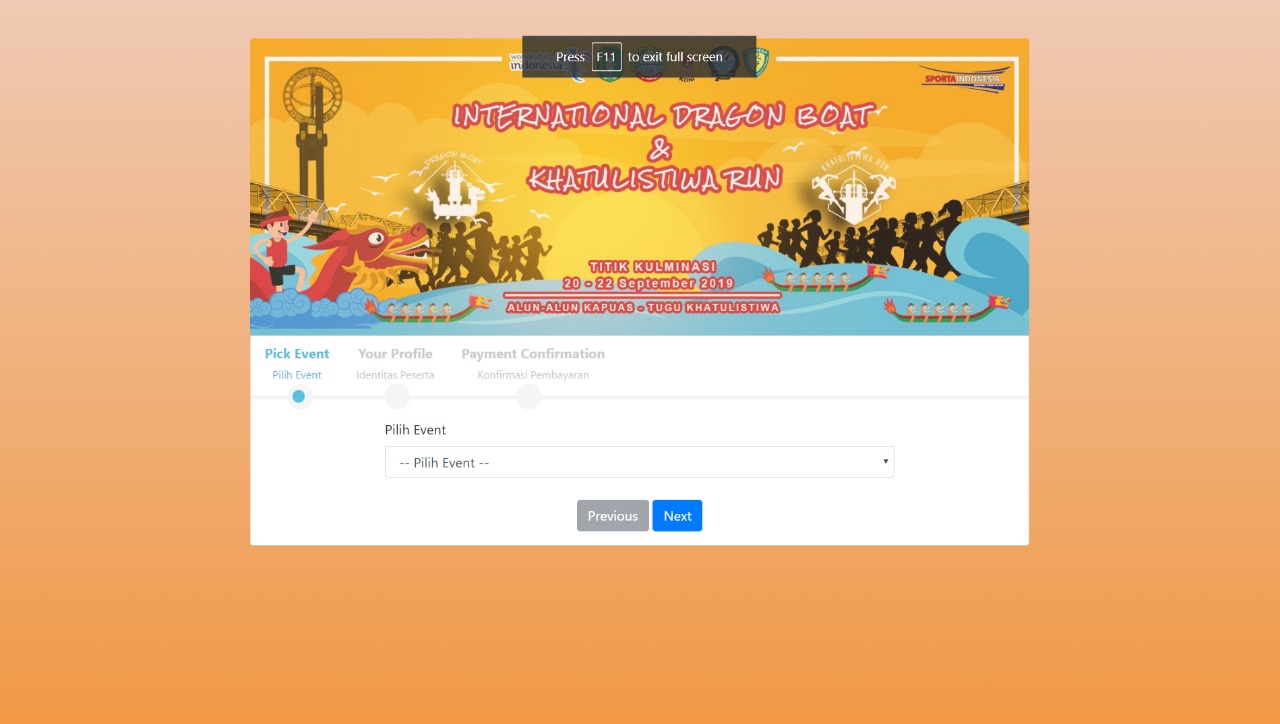 Press F11 to exit full screen
indonesia
SPORTA INDONESIA
INTERNATIONAL DRAGON BOAT
&
KHATULISTIWA RUN
DRAGON BOAT
KHATULISTIWA RUN
TITIK KULMINASI
20 - 22 September 2019
ALUN-ALUN KAPUAS - TUGU KHATULISTIWA
Pick Event
Pilih Event
Your Profile
Identitas Peserta
Payment Confirmation
Konfirmasi Pembayaran
Pilih Event
-- Pilih Event --
Previous Next